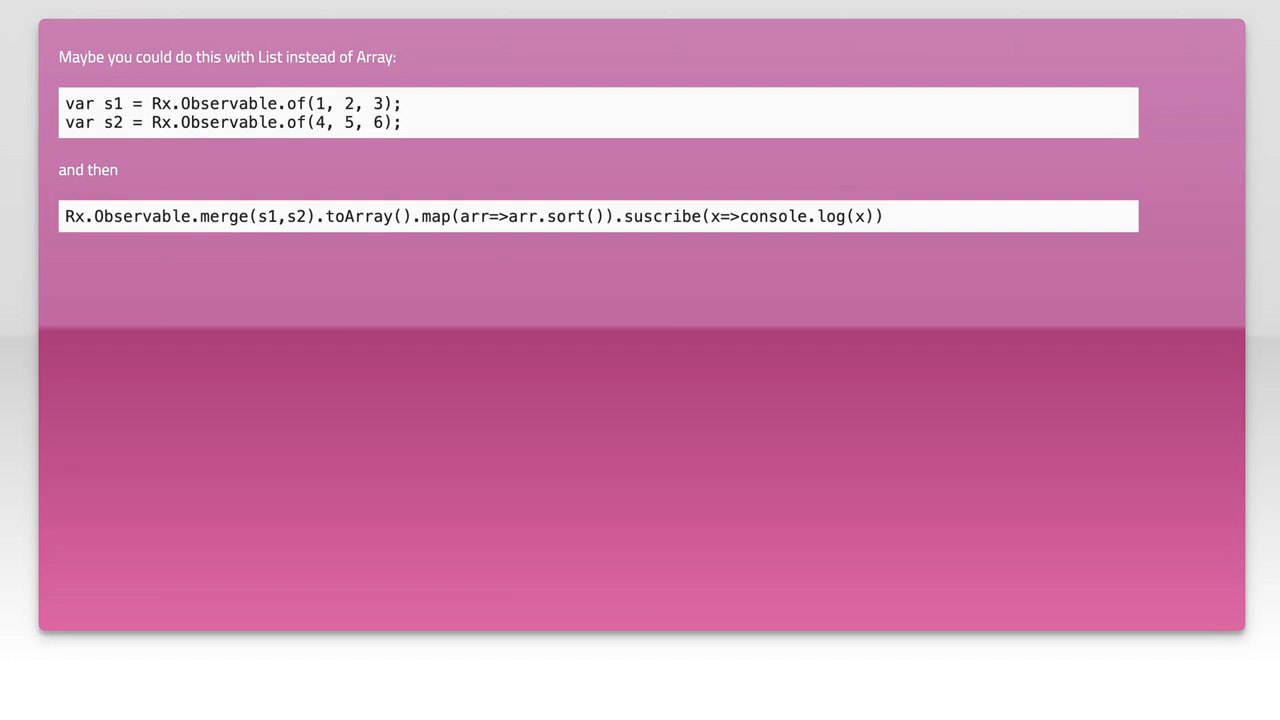 Maybe you could do this with List instead of Array:
var s1 = Rx.Observable.of(1, 2, 3);
var s2 = Rx.Observable.of(4, 5, 6);
and then
Rx.Observable.merge(s1,s2).toArray().map(arr=>arr.sort()).suscribe(x=>console.log(x))